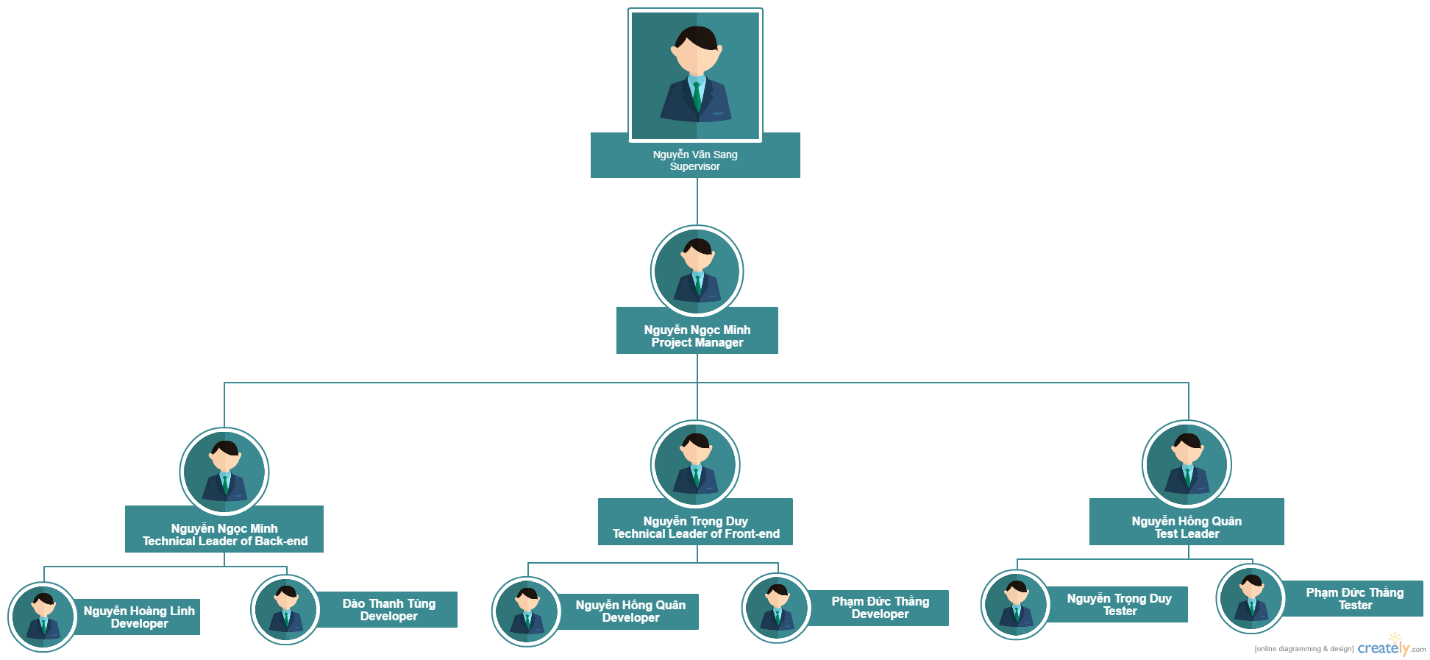 Nguyễn Văn Sang
Supervisor
Nguyễn Ngọc Minh
Project Manager
Nguyễn Ngọc Minh
Technical Leader of Back-end
Nguyễn Trọng Duy
Technical Leader of Front-end
Nguyễn Hồng Quân
Test Leader
Nguyễn Hoàng Linh
Developer
Đào Thanh Tùng
Developer
Nguyễn Hồng Quân
Developer
Phạm Đức Thằng
Developer
Nguyễn Trọng Duy
Tester
Phạm Đức Thằng
Tester
[online diagramming & design] creately.com